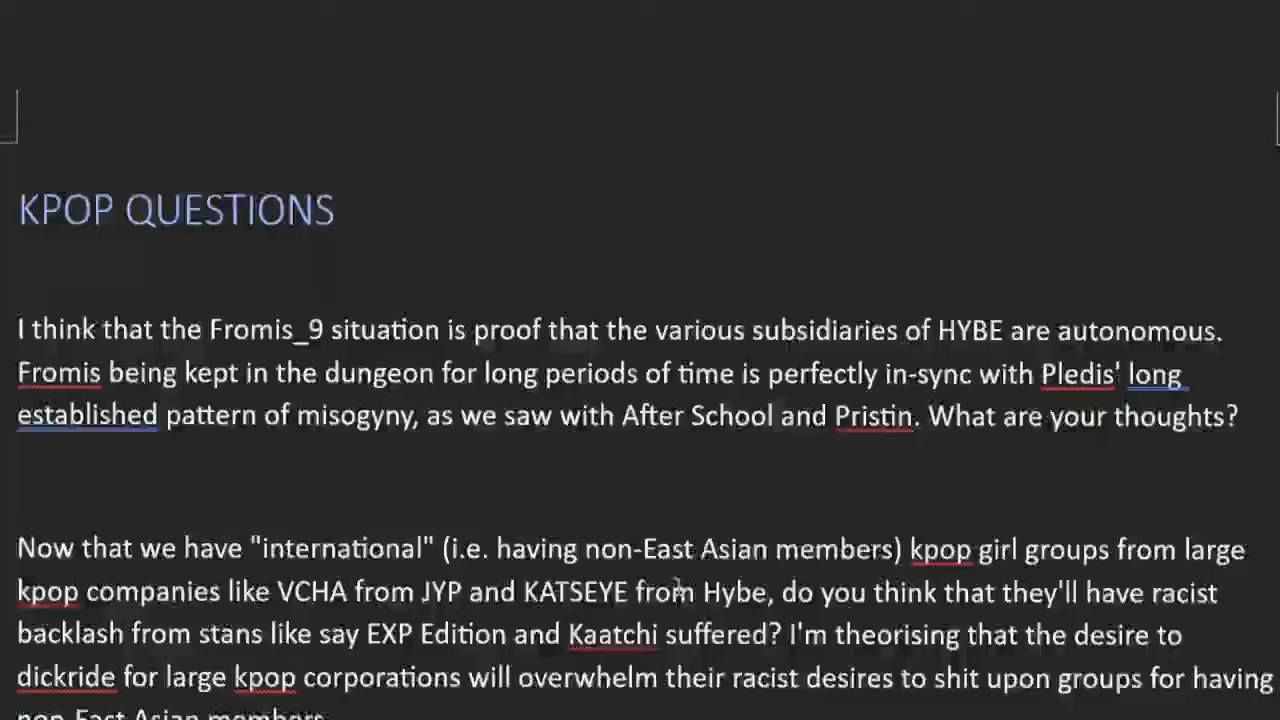 KPOP QUESTIONS
I think that the Fromis_9 situation is proof that the various subsidiaries of HYBE are autonomous.
Fromis being kept in the dungeon for long periods of time is perfectly in-sync with Pledis' long
established pattern of misogyny, as we saw with After School and Pristin. What are your thoughts?
Now that we have "international" (i.e. having non-East Asian members) kpop girl groups from large
kpop companies like VCHA from JYP and KATSEYE from Hybe, do you think that they'll have racist
backlash from stans like say EXP Edition and Kaatchi suffered? I'm theorising that the desire to
dickride for large kpop corporations will overwhelm their racist desires to shit upon groups for having
non-East Asian members